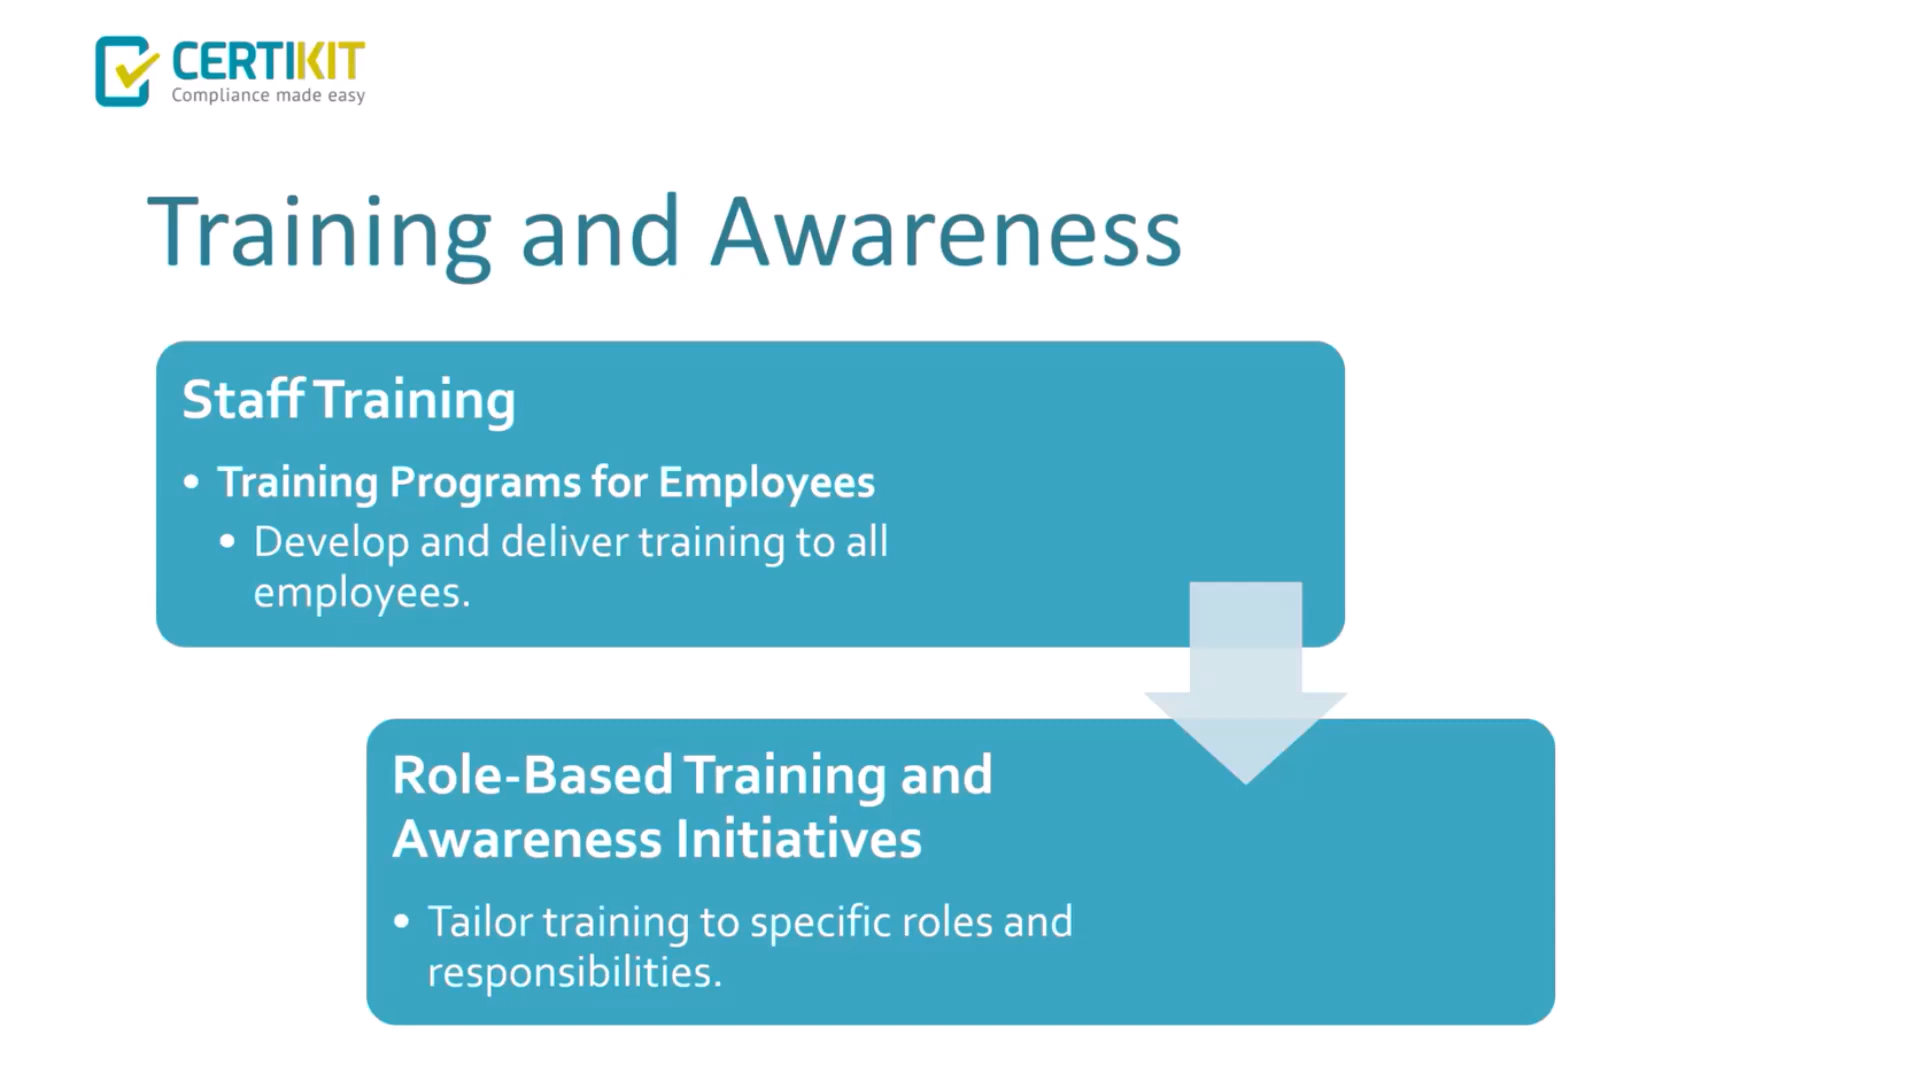 CERTIKIT
Compliance made easy
Training and Awareness
Staff Training
• Training Programs for Employees
• Develop and deliver training to all
employees.
Role-Based Training and
Awareness Initiatives
• Tailor training to specific roles and
responsibilities.